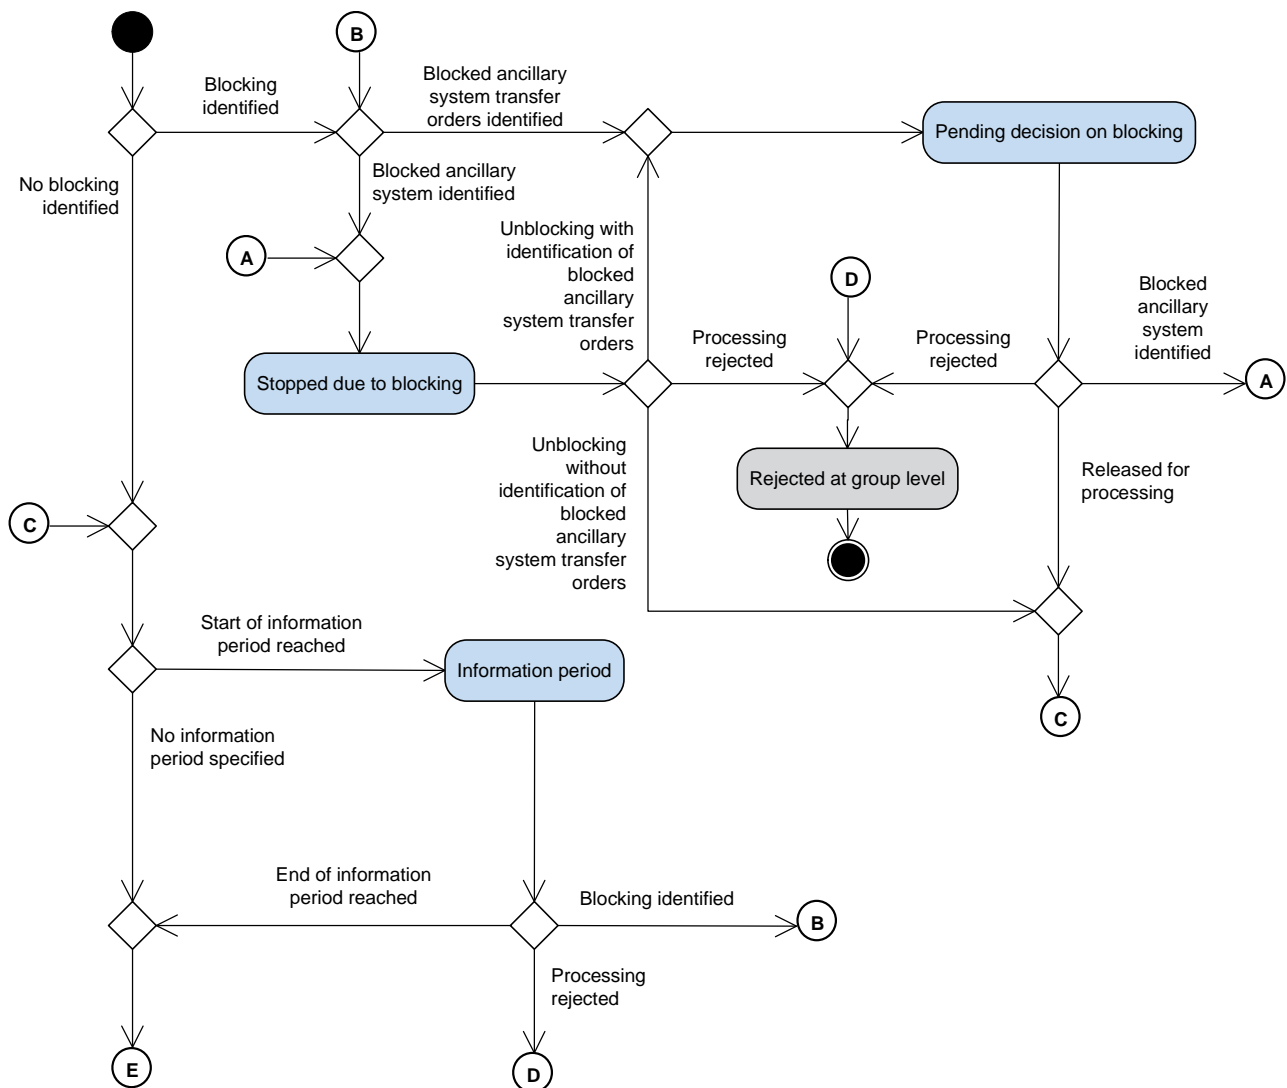 B
Blocking
identified
Blocked ancillary
system transfer
orders identified
Pending decision on blocking
No blocking
identified
Blocked ancillary
system identified
A
Unblocking with
identification of
blocked
ancillary
system transfer
orders
D
Blocked
ancillary
system
identified
Processing
rejected
Processing
rejected
Stopped due to blocking
A
Unblocking
without
identification of
blocked
ancillary
system transfer
orders
Rejected at group level
Released for
processing
C
Start of information
period reached
Information period
C
No information
period specified
End of information
period reached
Blocking identified
B
Processing
rejected
E
D